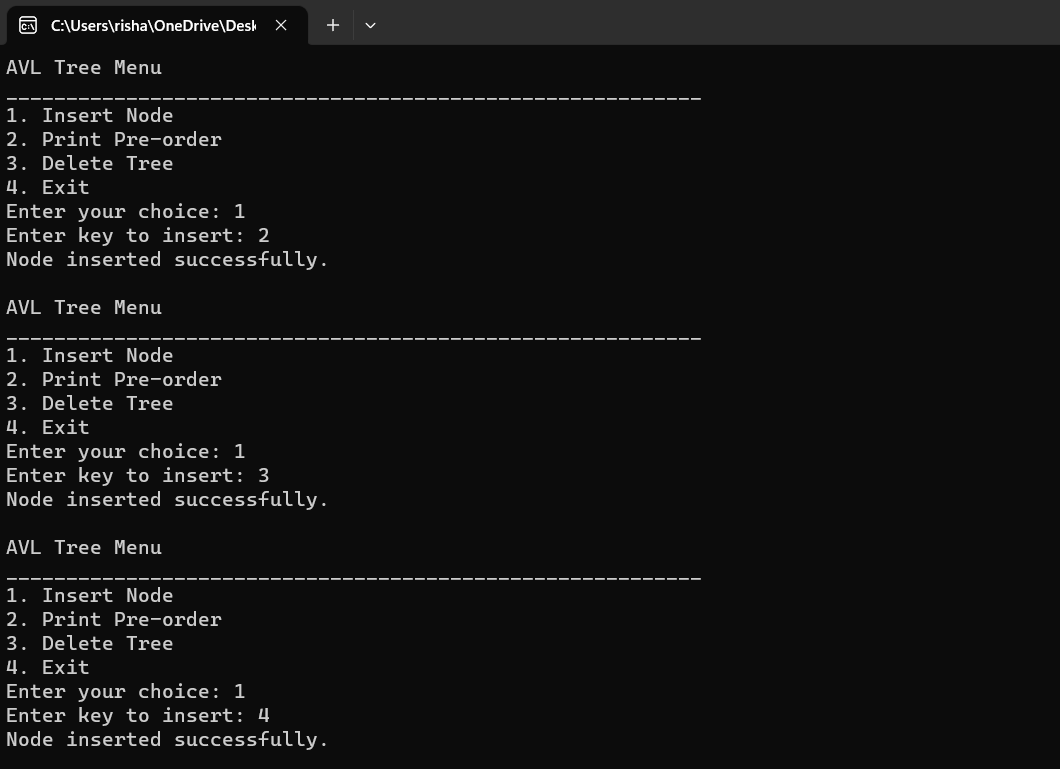 C:\Users\risha\OneDrive\Desk
AVL Tree Menu
__________________________________________________________
1. Insert Node
2. Print Pre-order
3. Delete Tree
4. Exit
Enter your choice: 1
Enter key to insert: 2
Node inserted successfully.
AVL Tree Menu
__________________________________________________________
1. Insert Node
2. Print Pre-order
3. Delete Tree
4. Exit
Enter your choice: 1
Enter key to insert: 3
Node inserted successfully.
AVL Tree Menu
__________________________________________________________
1. Insert Node
2. Print Pre-order
3. Delete Tree
4. Exit
Enter your choice: 1
Enter key to insert: 4
Node inserted successfully.